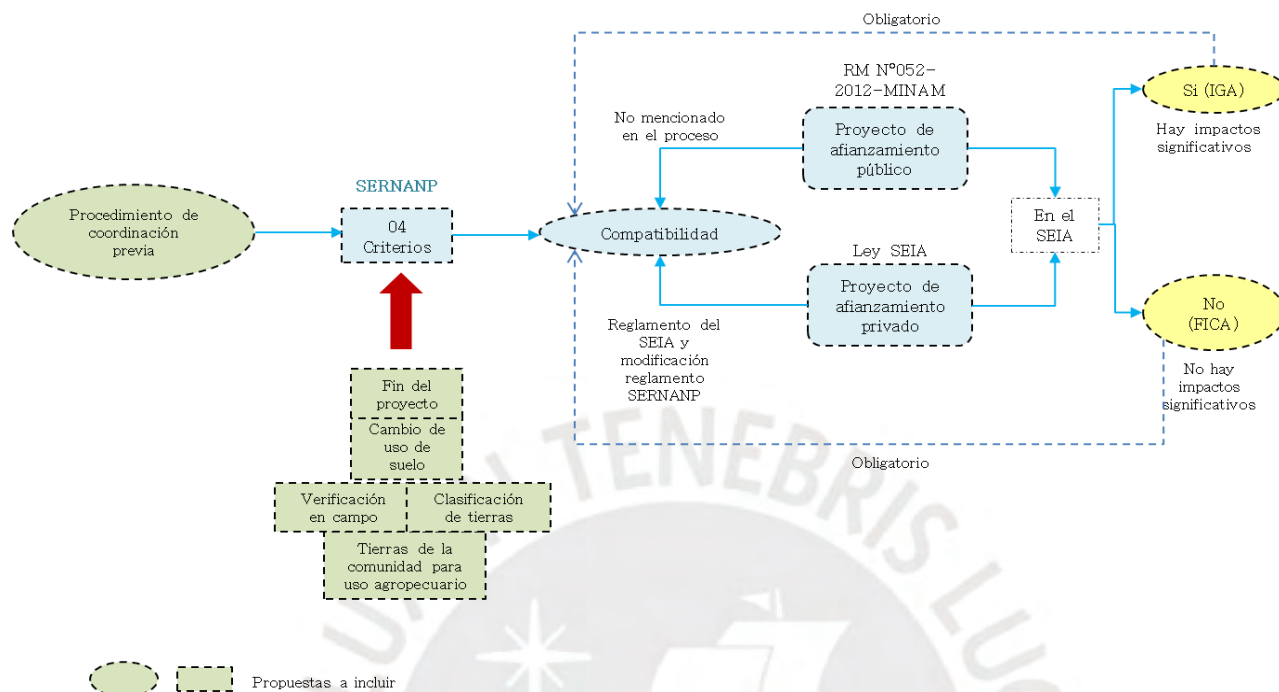 Obligatorio
RM N°052-
2012-MINAM
Si (IGA)
Hay impactos
significativos
No mencionado
en el proceso
Proyecto de
afianzamiento
público
SERNANP
Procedimiento de
coordinación
previa
04
Criterios
Compatibilidad
En el
SEIA
Ley SEIA
Proyecto de
afianzamiento
privado
No
(FICA)
No hay
impactos
significativos
Reglamento del
SEIA y
modificación
reglamento
SERNANP
Obligatorio
Fin del
proyecto
Cambio de
uso de
suelo
Verificación
en campo
Clasificación
de tierras
Tierras de la
comunidad para
uso agropecuario
TENEBRIS
Propuestas a incluir